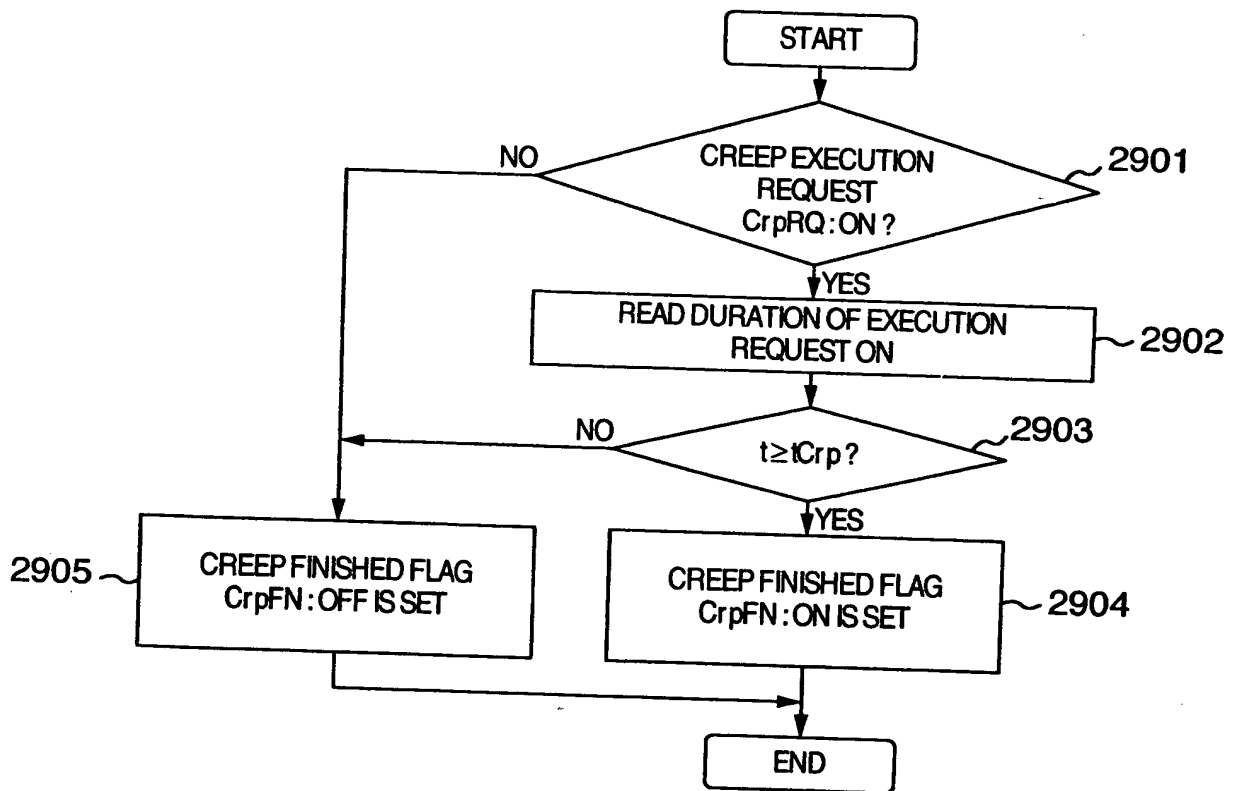 START
NO
CREEP EXECUTION
REQUEST
CrpRQ : ON ?
2901
YES
READ DURATION OF EXECUTION
REQUEST ON
2902
NO
t≥tCrp ?
2903
YES
2905
CREEP FINISHED FLAG
CrpFN : OFF IS SET
CREEP FINISHED FLAG
CrpFN : ON IS SET
2904
END